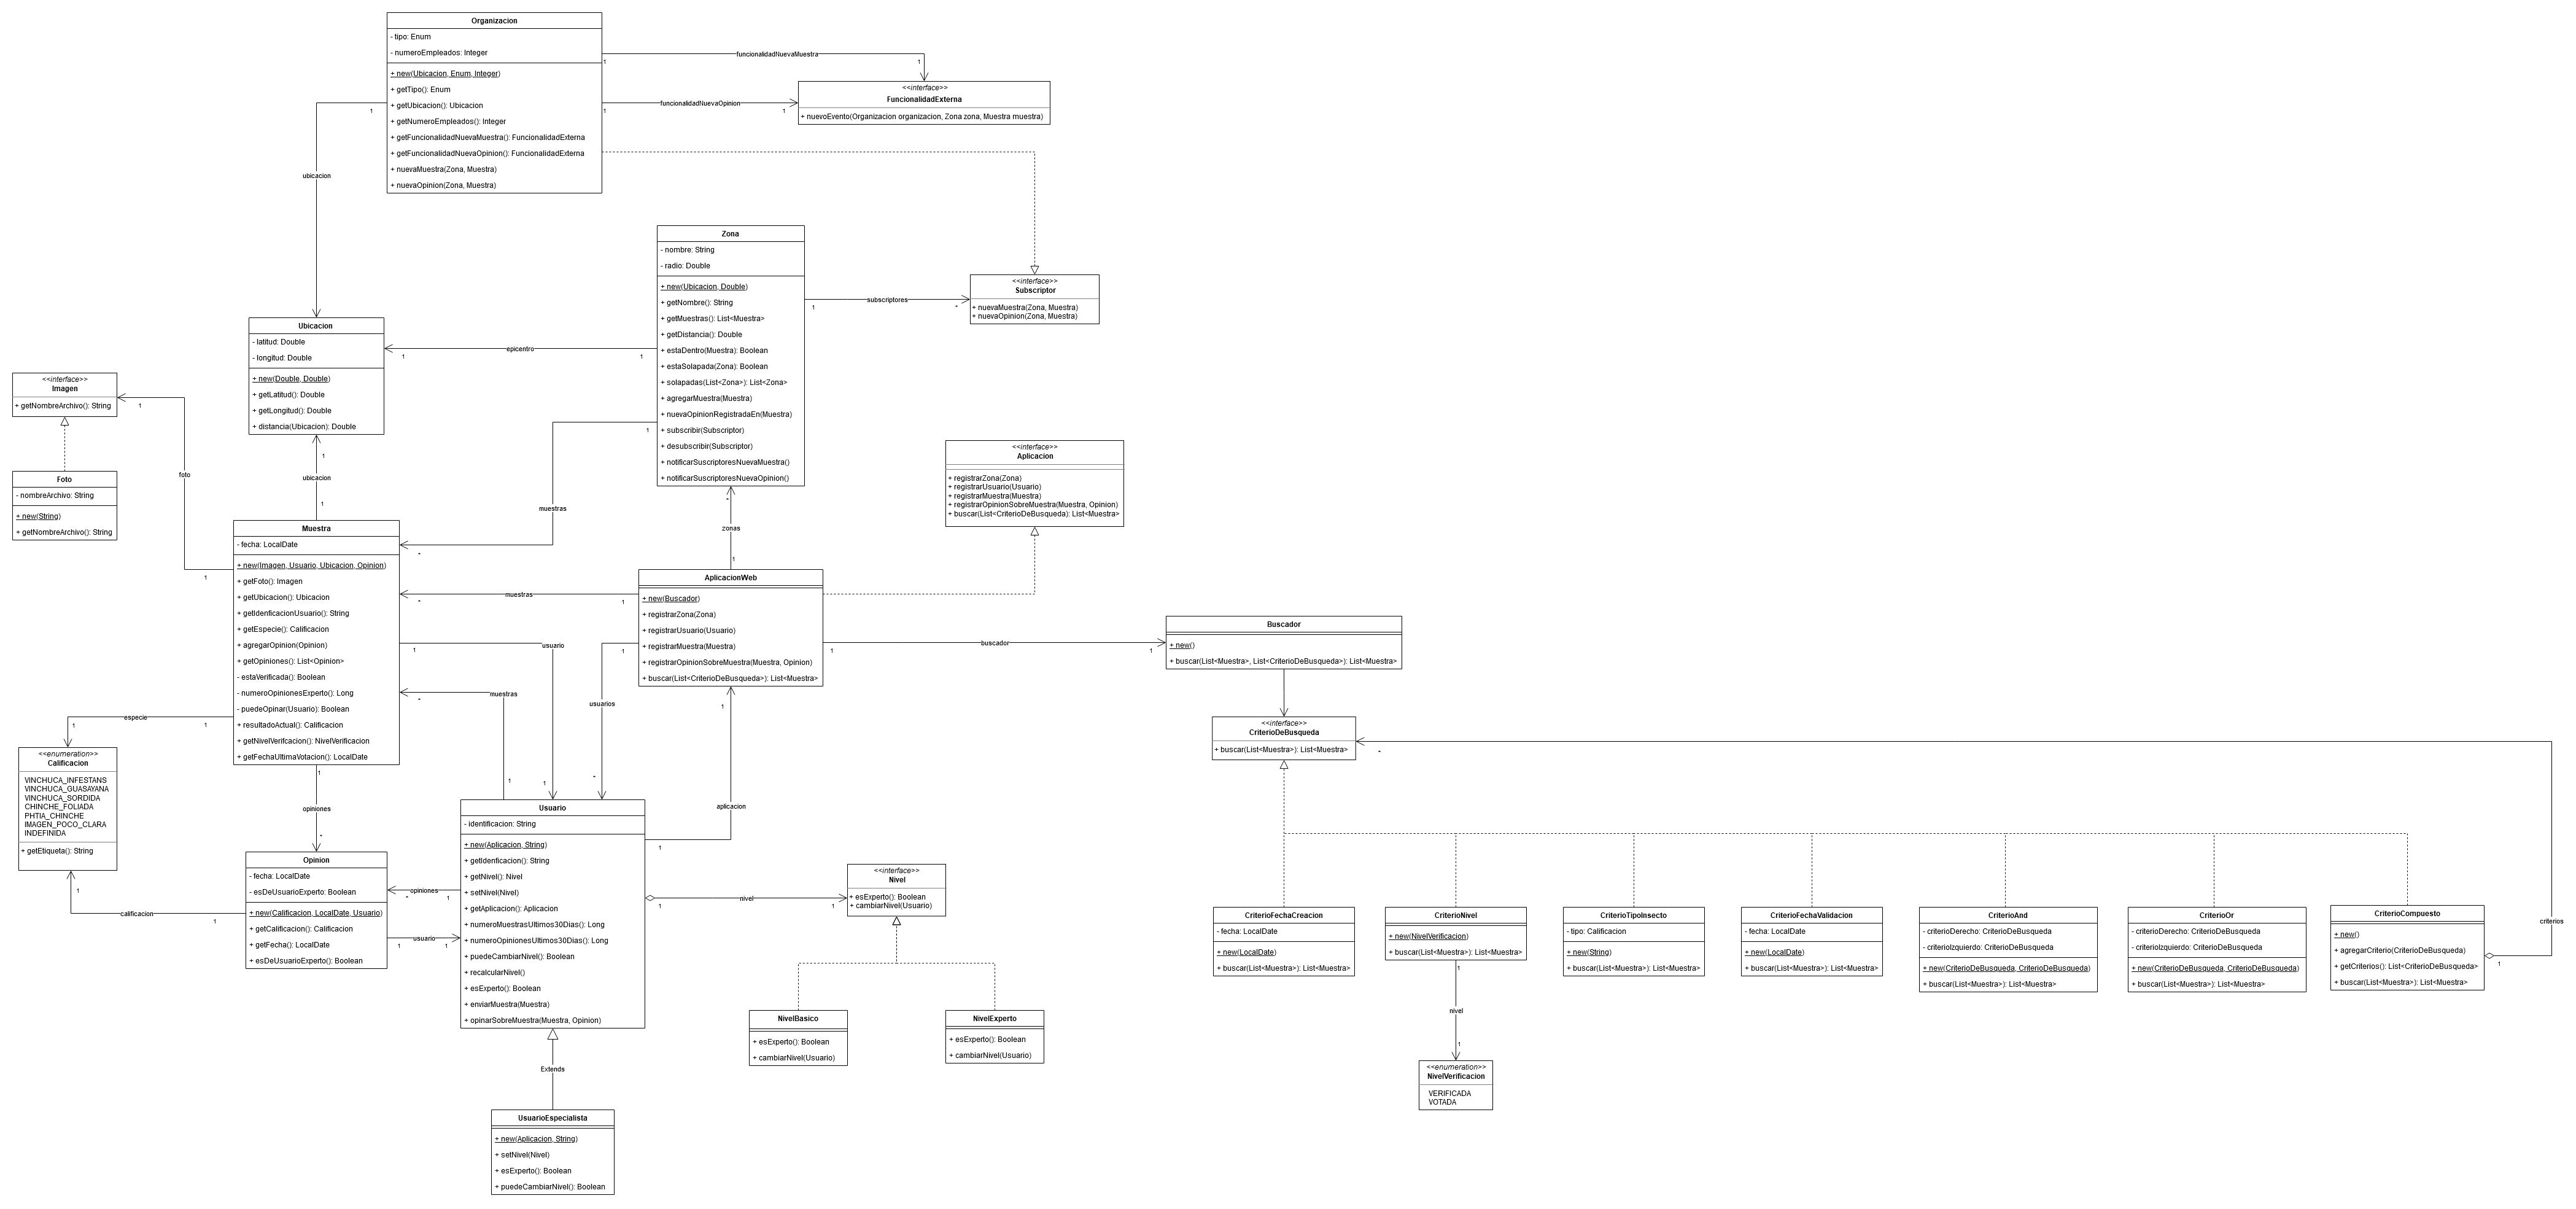 Organizacion
- tipo: Enum
- numeroEmpleados: Integer
+ new(Ubicacion, Enum, Integer)
+ getTipo(): Enum
+ getUbicacion(): Ubicacion
+ getNumeroEmpleados(): Integer
+ getFuncionalidadNuevaMuestra(): FuncionalidadExterna
+ getFuncionalidadNuevaOpinion(): FuncionalidadExterna
+ nuevaMuestra(Zona, Muestra)
+ nuevaOpinion(Zona, Muestra)
funcionalidadNuevaMuestra
1
1
funcionalidadNuevaOpinion
1
1
<<interface>>
FuncionalidadExterna
+ nuevoEvento(Organizacion organizacion, Zona zona, Muestra muestra)
1
ubicacion
Zona
- nombre: String
- radio: Double
+ new(Ubicacion, Double)
+ getNombre(): String
+ getMuestras(): List<Muestra>
+ getDistancia(): Double
+ estaDentro(Muestra): Boolean
+ estaSolapada(Zona): Boolean
+ solapadas(List<Zona>): List<Zona>
+ agregarMuestra(Muestra)
+ nuevaOpinionRegistradaEn(Muestra)
+ subscribir(Subscriptor)
+ desubscribir(Subscriptor)
+ notificarSuscriptoresNuevaMuestra()
+ notificarSuscriptoresNuevaOpinion()
subscriptores
1
*
<<interface>>
Subscriptor
+ nuevaMuestra(Zona, Muestra)
+ nuevaOpinion(Zona, Muestra)
Ubicacion
- latitud: Double
- longitud: Double
+ new(Double, Double)
+ getLatitud(): Double
+ getLongitud(): Double
+ distancia(Ubicacion): Double
epicentro
1
1
<<interface>>
Imagen
+ getNombreArchivo(): String
1
foto
1
Foto
- nombreArchivo: String
+ new(String)
+ getNombreArchivo(): String
1
ubicacion
1
1
muestras
*
<<interface>>
Aplicacion
+ registrarZona(Zona)
+ registrarUsuario(Usuario)
+ registrarMuestra(Muestra)
+ registrarOpinionSobreMuestra(Muestra, Opinion)
+ buscar(List<CriterioDeBusqueda): List<Muestra>
*
zonas
1
Muestra
- fecha: LocalDate
+ new(Imagen, Usuario, Ubicacion, Opinion)
+ getFoto(): Imagen
+ getUbicacion(): Ubicacion
+ getIdenficacionUsuario(): String
+ getEspecie(): Calificacion
+ agregarOpinion(Opinion)
+ getOpiniones(): List<Opinion>
- estaVerificada(): Boolean
- numeroOpinionesExperto(): Long
- puedeOpinar(Usuario): Boolean
+ resultadoActual(): Calificacion
+ getNivelVerifcacion(): NivelVerificacion
+ getFechaUltimaVotacion(): LocalDate
muestras
*
1
AplicacionWeb
+ new(Buscador)
+ registrarZona(Zona)
+ registrarUsuario(Usuario)
+ registrarMuestra(Muestra)
+ registrarOpinionSobreMuestra(Muestra, Opinion)
+ buscar(List<CriterioDeBusqueda>): List<Muestra>
buscador
1
1
Buscador
+ new()
+ buscar(List<Muestra>, List<CriterioDeBusqueda>): List<Muestra>
usuario
1
1
muestras
*
1
1
usuarios
*
1
aplicacion
1
<<interface>>
CriterioDeBusqueda
+ buscar(List<Muestra>): List<Muestra>
*
criterios
1
especie
1
1
<<enumeration>>
Calificacion
VINCHUCA_INFESTANS
VINCHUCA_GUASAYANA
VINCHUCA_SORDIDA
CHINCHE_FOLIADA
PHTIA_CHINCHE
IMAGEN_POCO_CLARA
INDEFINIDA
+ getEtiqueta(): String
1
opiniones
*
Opinion
- fecha: LocalDate
- esDeUsuarioExperto: Boolean
+ new(Calificacion, LocalDate, Usuario)
+ getCalificacion(): Calificacion
+ getFecha(): LocalDate
+ esDeUsuarioExperto(): Boolean
1
calificacion
1
opiniones
*
1
usuario
1
1
Usuario
- identificacion: String
+ new(Aplicacion, String)
+ getIdenficacion(): String
+ getNivel(): Nivel
+ setNivel(Nivel)
+ getAplicacion(): Aplicacion
+ numeroMuestrasUltimos30Dias(): Long
+ numeroOpinionesUltimos30Dias(): Long
+ puedeCambiarNivel(): Boolean
+ recalcularNivel()
+ esExperto(): Boolean
+ enviarMuestra(Muestra)
+ opinarSobreMuestra(Muestra, Opinion)
nivel
1
1
<<interface>>
Nivel
+ esExperto(): Boolean
+ cambiarNivel(Usuario)
NivelBasico
+ esExperto(): Boolean
+ cambiarNivel(Usuario)
NivelExperto
+ esExperto(): Boolean
+ cambiarNivel(Usuario)
Extends
UsuarioEspecialista
+ new(Aplicacion, String)
+ setNivel(Nivel)
+ esExperto(): Boolean
+ puedeCambiarNivel(): Boolean
CriterioFechaCreacion
- fecha: LocalDate
+ new(LocalDate)
+ buscar(List<Muestra>): List<Muestra>
CriterioNivel
+ new(NivelVerificacion)
+ buscar(List<Muestra>): List<Muestra>
1
nivel
1
<<enumeration>>
NivelVerificacion
VERIFICADA
VOTADA
CriterioTipoInsecto
- tipo: Calificacion
+ new(String)
+ buscar(List<Muestra>): List<Muestra>
CriterioFechaValidacion
- fecha: LocalDate
+ new(LocalDate)
+ buscar(List<Muestra>): List<Muestra>
CriterioAnd
- criterioDerecho: CriterioDeBusqueda
- criterioIzquierdo: CriterioDeBusqueda
+ new(CriterioDeBusqueda, CriterioDeBusqueda)
+ buscar(List<Muestra>): List<Muestra>
CriterioOr
- criterioDerecho: CriterioDeBusqueda
- criterioIzquierdo: CriterioDeBusqueda
+ new(CriterioDeBusqueda, CriterioDeBusqueda)
+ buscar(List<Muestra>): List<Muestra>
CriterioCompuesto
+ new()
+ agregarCriterio(CriterioDeBusqueda)
+ getCriterios(): List<CriterioDeBusqueda>
+ buscar(List<Muestra>): List<Muestra>